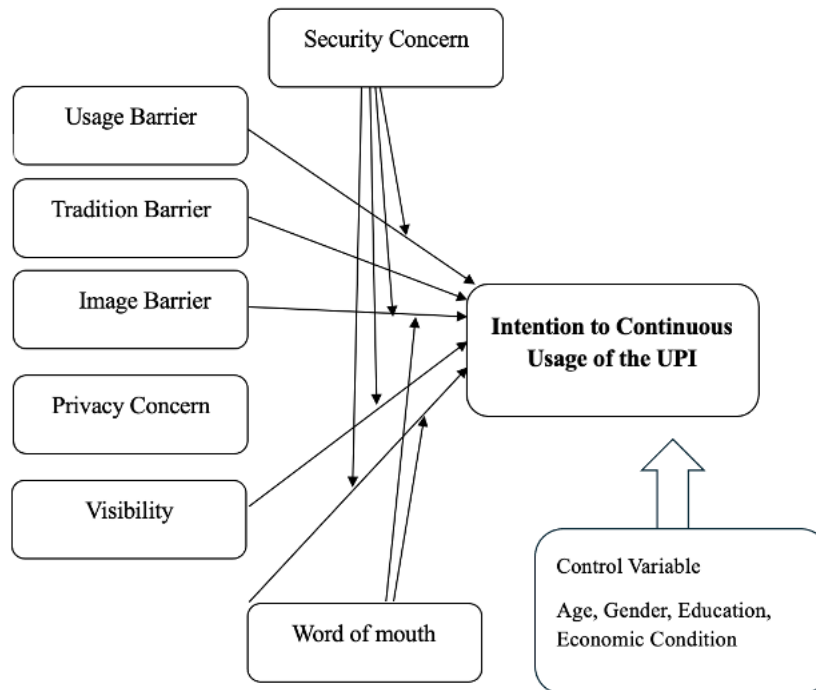 Security Concern
Usage Barrier
Tradition Barrier
Image Barrier
Intention to Continuous
Usage of the UPI
Privacy Concern
Visibility
Control Variable
Age, Gender, Education,
Economic Condition
Word of mouth